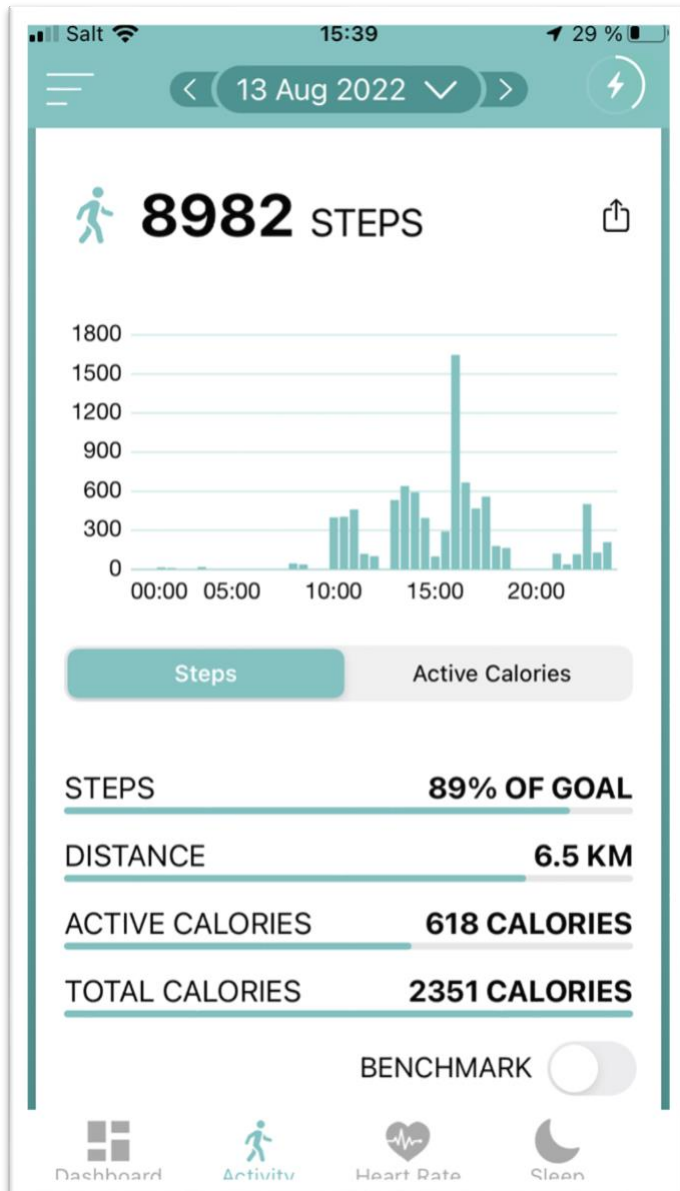 Salt 15:39 29 %
13 Aug 2022
8982 STEPS
1800
1500
1200
900
600
300
0
00:00 05:00 10:00 15:00 20:00
Steps Active Calories
STEPS 89% OF GOAL
DISTANCE 6.5 KM
ACTIVE CALORIES 618 CALORIES
TOTAL CALORIES 2351 CALORIES
BENCHMARK
Dashboard Activity Heart Rate Sleep